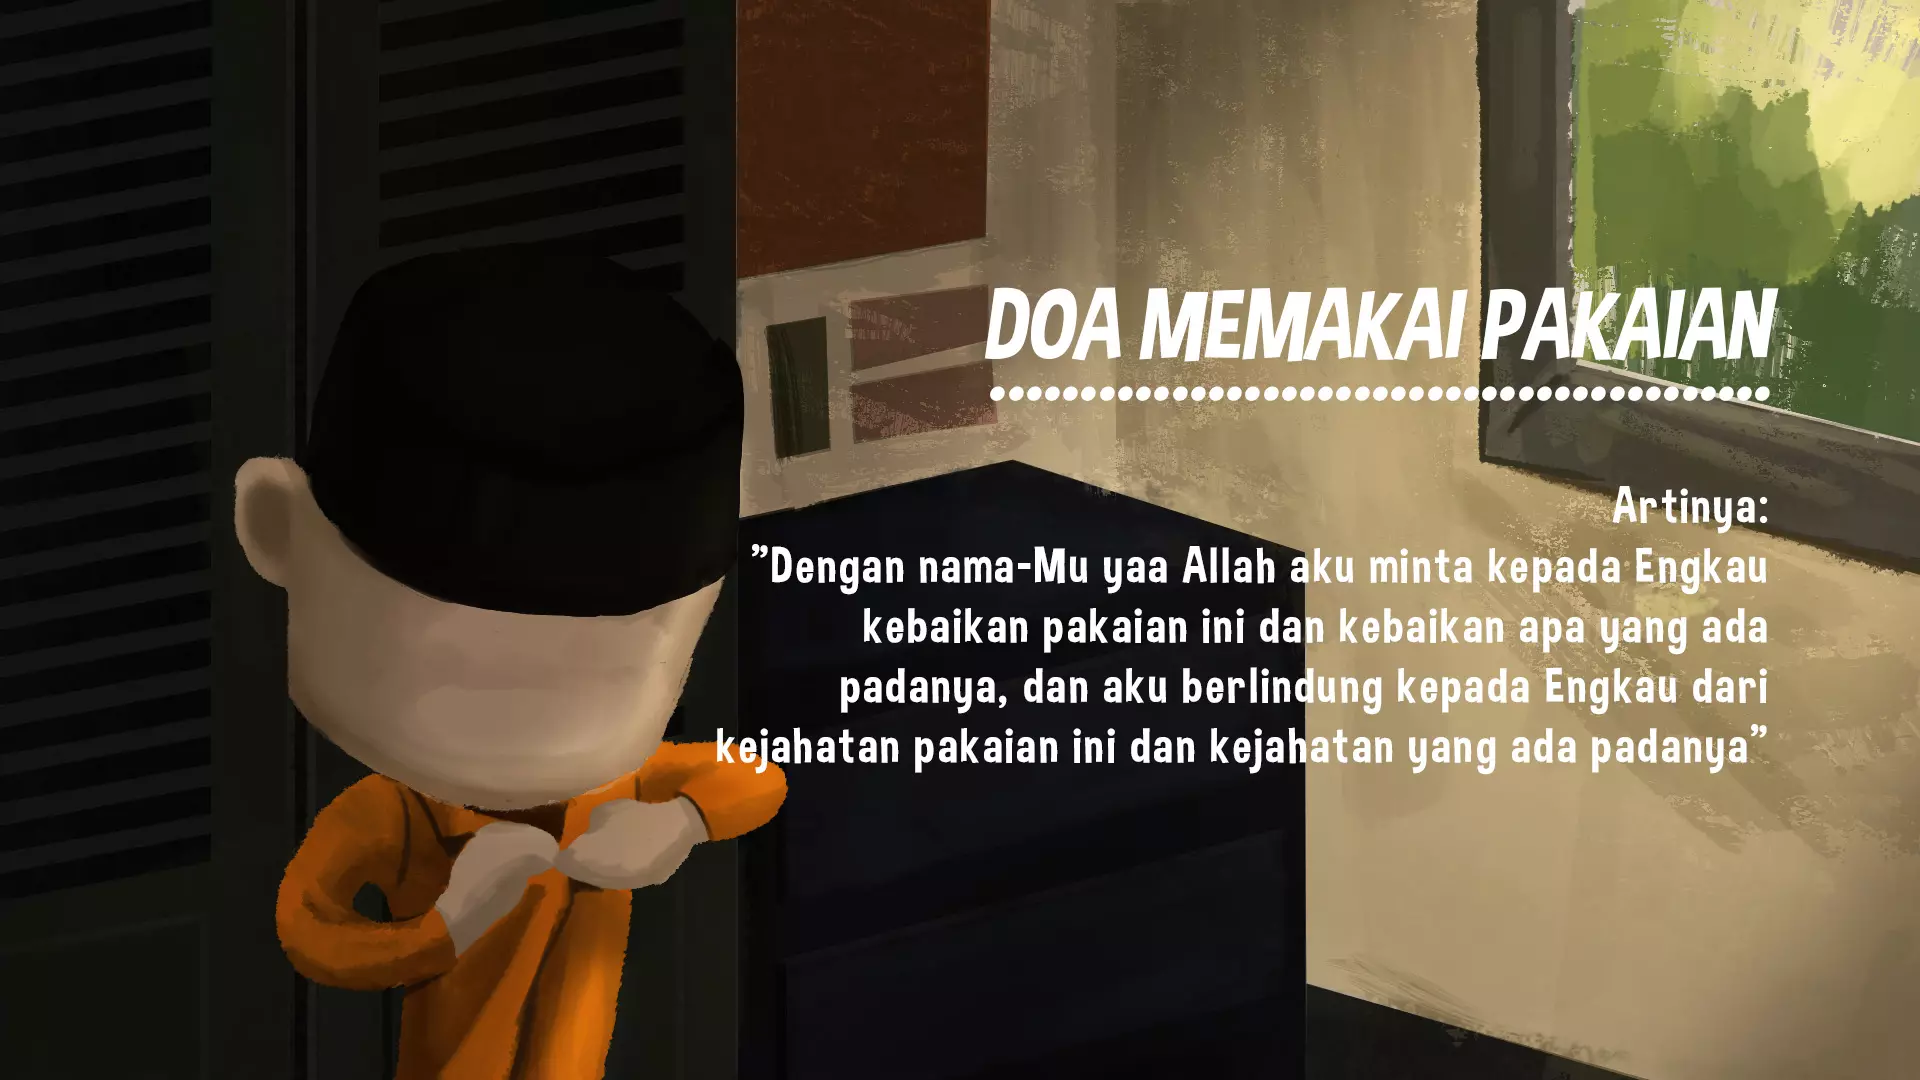 DOA MEMAKAI PAKAIAN
Artinya:
"Dengan nama-Mu yaa Allah aku minta kepada Engkau
kebaikan pakaian ini dan kebaikan apa yang ada
padanya, dan aku berlindung kepada Engkau dari
kejahatan pakaian ini dan kejahatan yang ada padanya"